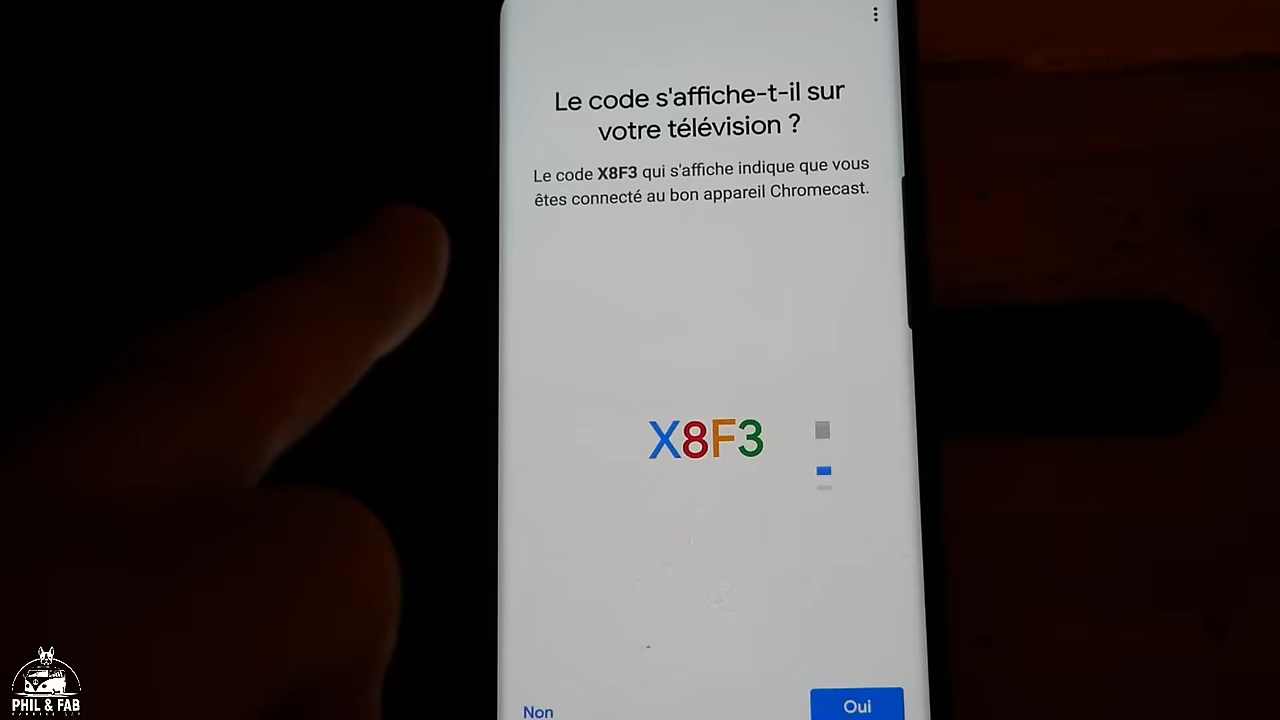 Le code s'affiche-t-il sur
votre télévision ?
Le code X8F3 qui s'affiche indique que vous
êtes connecté au bon appareil Chromecast.
X8F3
Non
Oui
PHIL & FAB